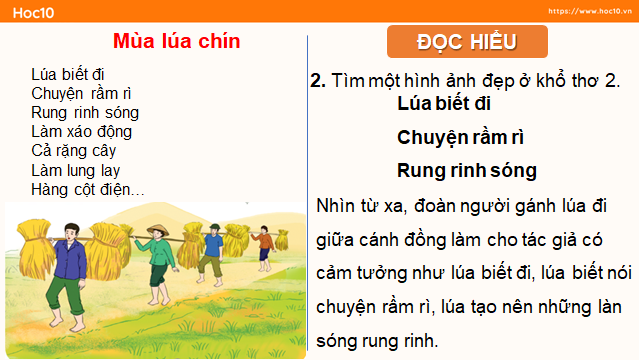 Hoc10
https://www.hoc10.vn
Mùa lúa chín
Lúa biết đi
Chuyện rầm rì
Rung rinh sóng
Làm xáo động
Cả rặng cây
Làm lung lay
Hàng cột điện...
ĐỌC HIỂU
2. Tìm một hình ảnh đẹp ở khổ thơ 2.
Lúa biết đi
Chuyện rầm rì
Rung rinh sóng
Nhìn từ xa, đoàn người gánh lúa đi
giữa cánh đồng làm cho tác giả có
cảm tưởng như lúa biết đi, lúa biết nói
chuyện rầm rì, lúa tạo nên những làn
sóng rung rinh.